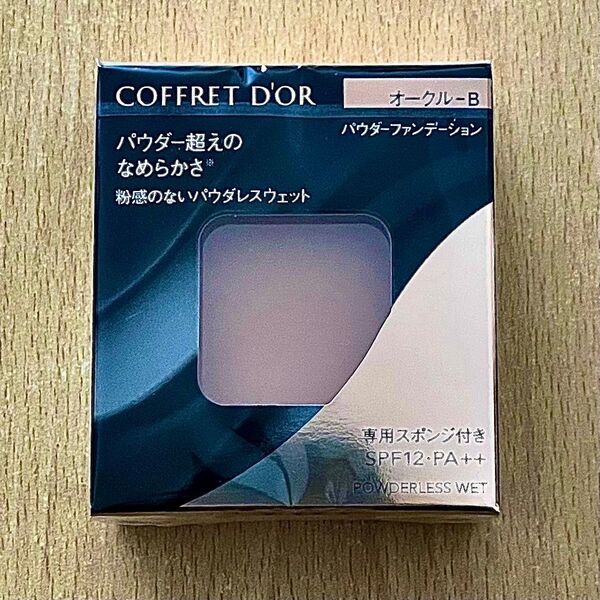 COFFRET D'OR
オークル-B
パウダーファンデーション
パウダー超えの
なめらかさ※
粉感のないパウダレスウェット
専用スポンジ付き
SPF12・PA++
POWDERLESS WET